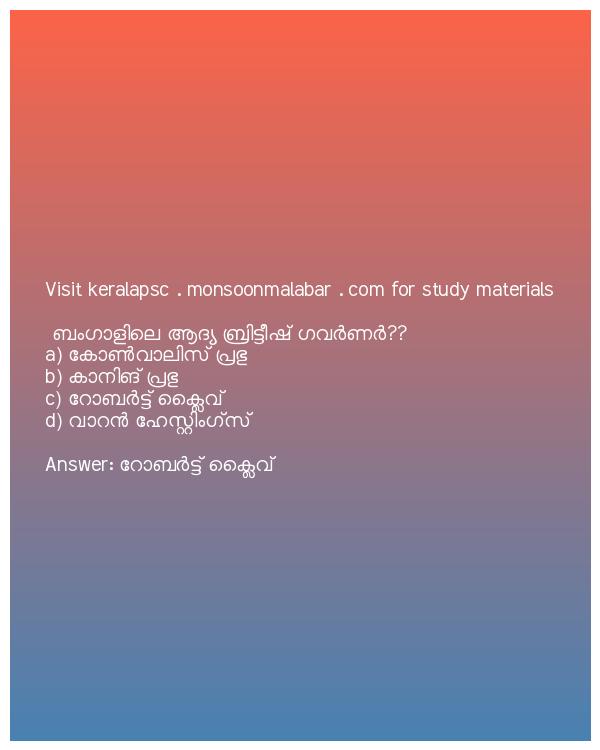 Visit keralapsc . monsoonmalabar . com for study materials
ബംഗാളിലെ ആദ്യ ബ്രിട്ടീഷ് ഗവർണർ??
a) കോൺവാലിസ് പ്രഭു
b) കാനിങ് പ്രഭു
c) റോബർട്ട് ക്ലൈവ്
d) വാറൻ ഹേസ്റ്റിംഗ്സ്
Answer: റോബർട്ട് ക്ലൈവ്